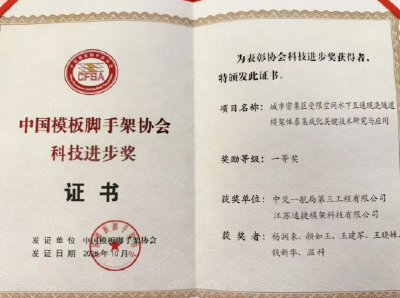 CFSA
中国模板脚手架协会
科技进步奖
证书
发证单位 中国模板脚手架协会
发证日期 2025年10月
为表彰协会科技进步奖获得者，
特颁发此证书。
项目名称： 城市密集区受限空间水下互通现浇隧道
模架体系集成化关键技术研究与应用
奖励等级： 一等奖
获奖单位： 中交一航局第三工程有限公司
江苏速捷模架科技有限公司
获奖者： 杨润来、颜如玉、王建军、王晓妹、
钱新华、温科